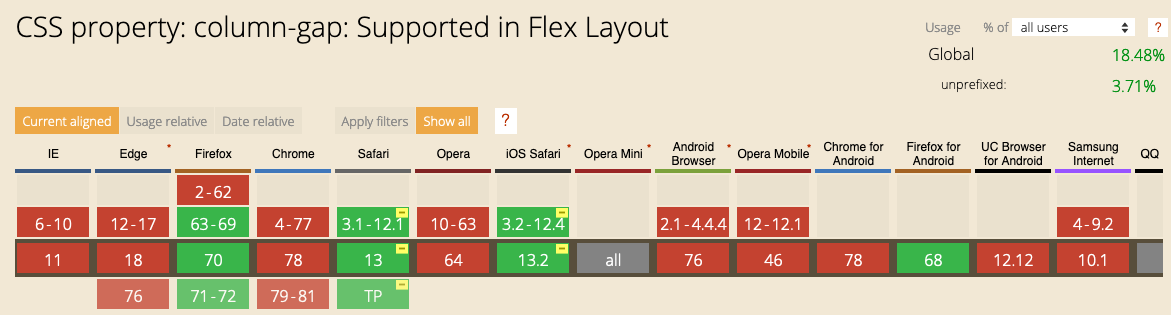 CSS property: column-gap: Supported in Flex Layout
Usage % of all users ?
Global 18.48%
unprefixed: 3.71%
Current aligned Usage relative Date relative Apply filters Show all ?
IE Edge * Firefox Chrome Safari Opera iOS Safari * Opera Mini * Android Browser * Opera Mobile * Chrome for Android Firefox for Android UC Browser for Android Samsung Internet QQ
2-62
6-10 12-17 63-69 4-77 3.1-12.1 10-63 3.2-12.4 2.1-4.4.4 12-12.1 4-9.2
11 18 70 78 13 64 13.2 all 76 46 78 68 12.12 10.1
76 71-72 79-81 TP